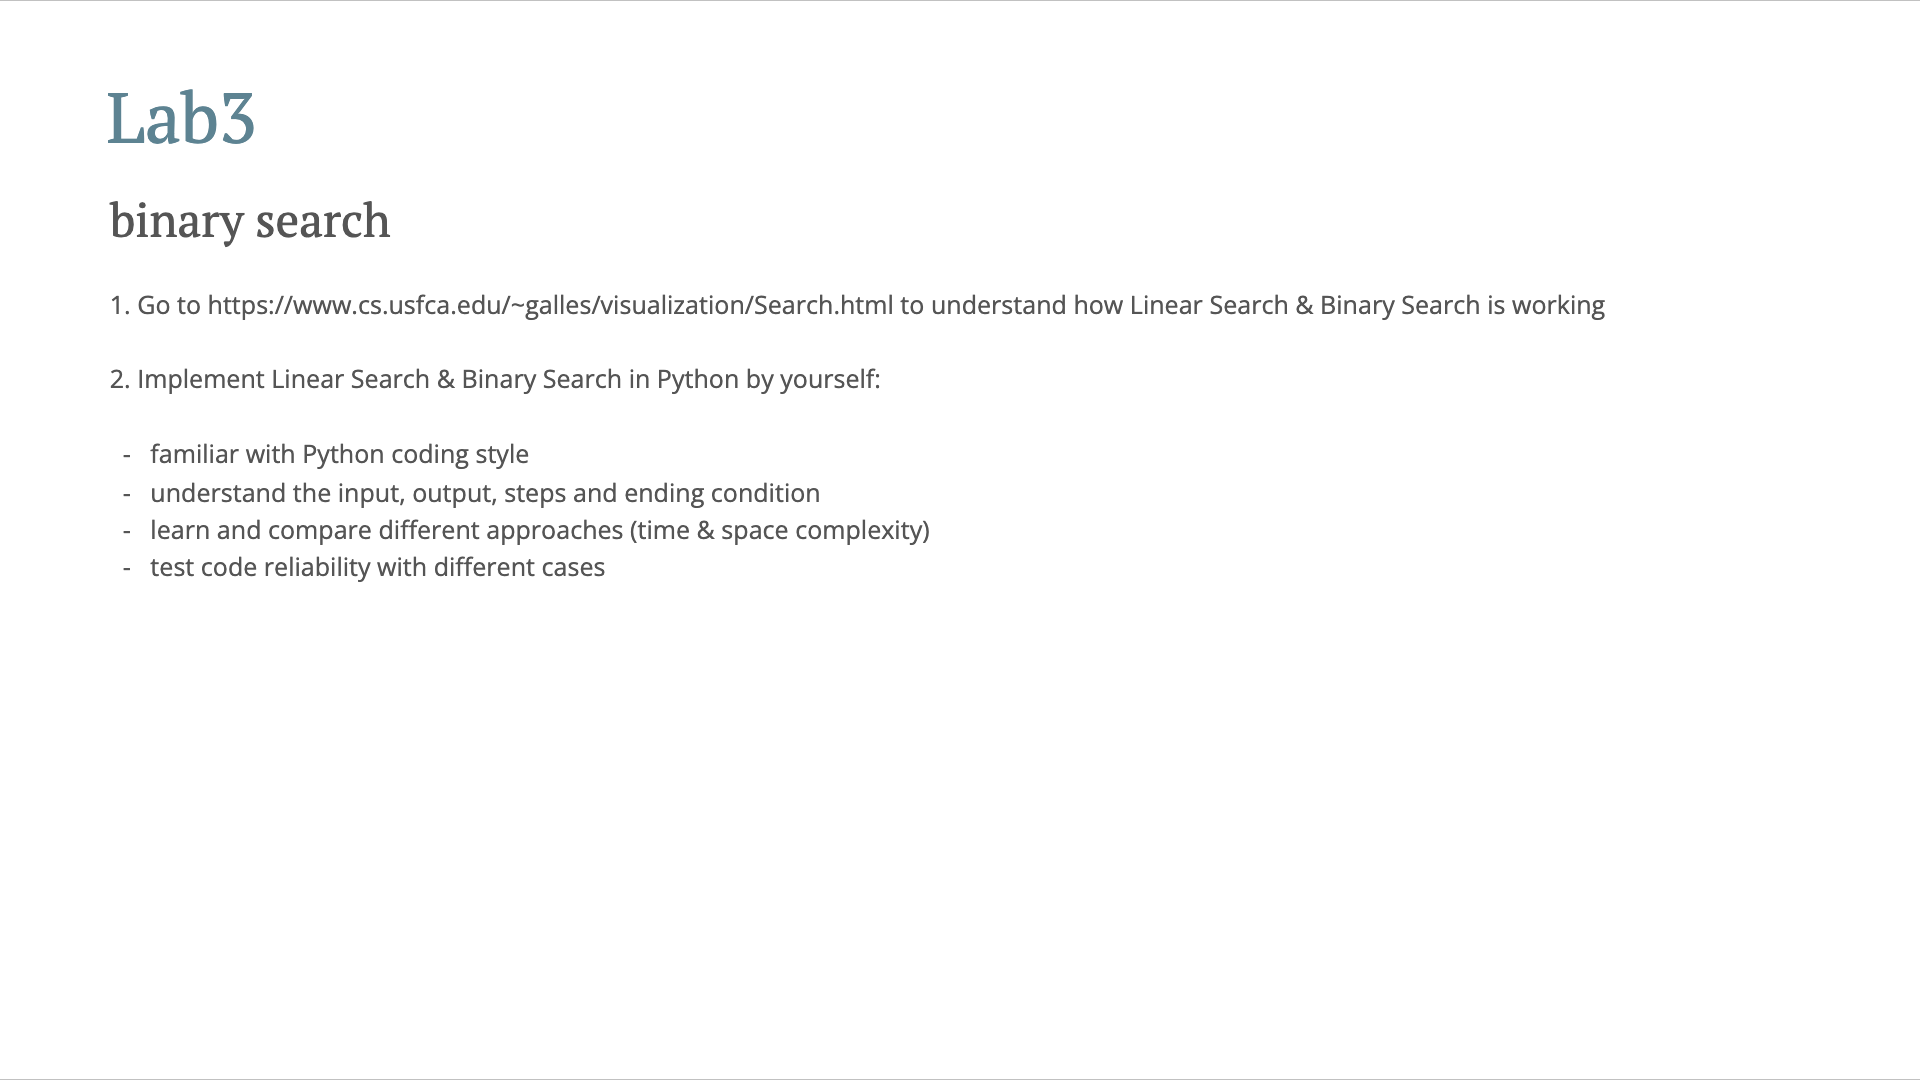 Lab3
binary search
1. Go to https://www.cs.usfca.edu/~galles/visualization/Search.html to understand how Linear Search & Binary Search is working
2. Implement Linear Search & Binary Search in Python by yourself:
- familiar with Python coding style
- understand the input, output, steps and ending condition
- learn and compare different approaches (time & space complexity)
- test code reliability with different cases